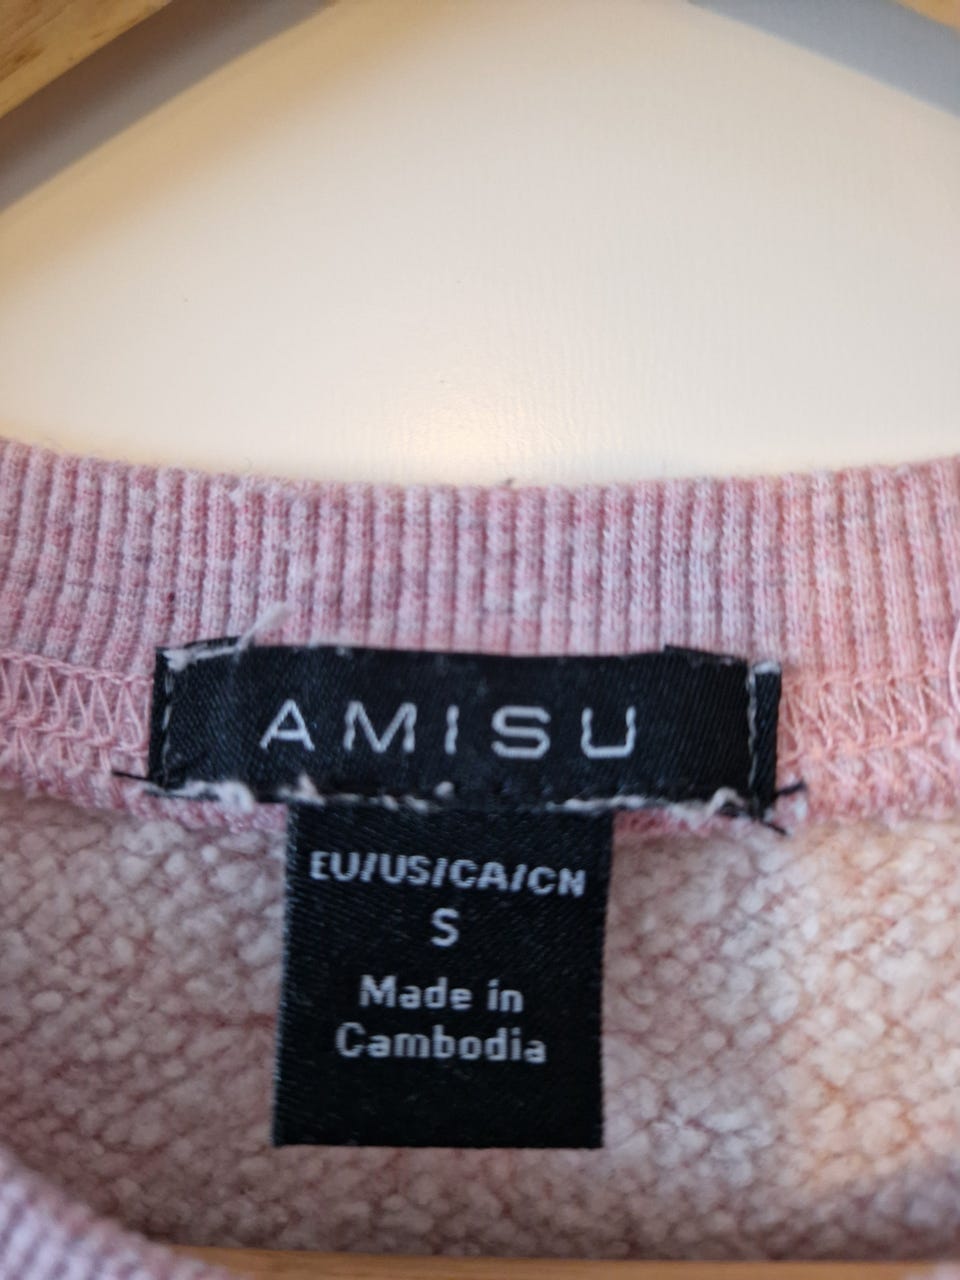 AMISU
EU/US/CA/CN
S
Made in
Cambodia